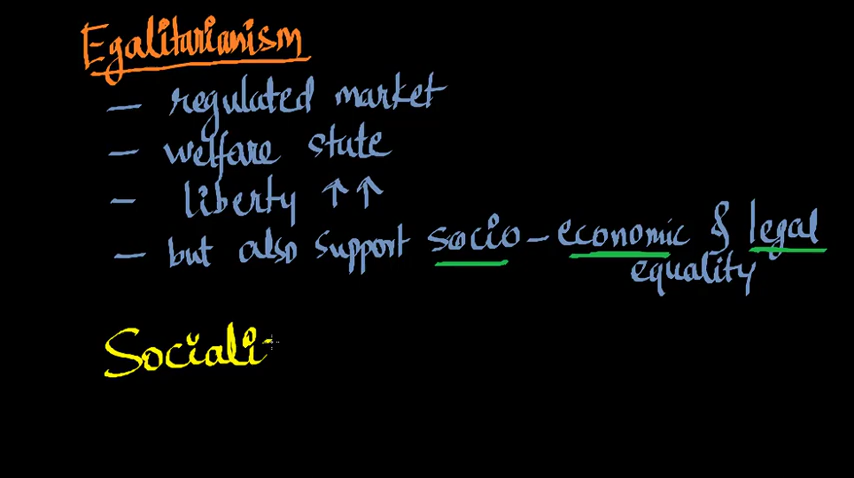 Egalitarianism
— regulated market
— welfare state
— liberty ↑↑
— but also support socio-economic & legal
equality
Sociali